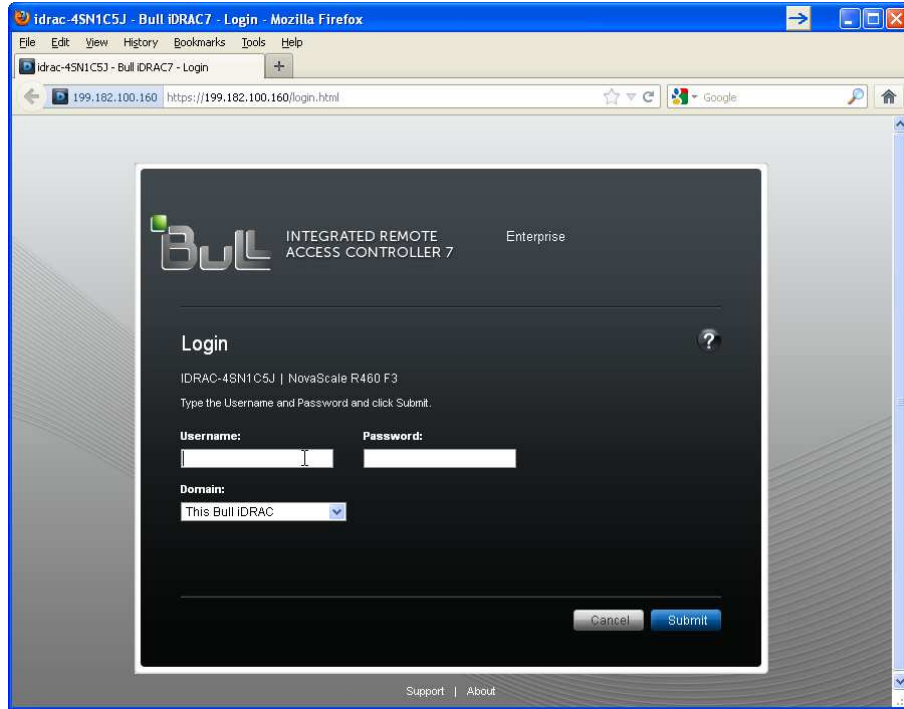 idrac-4SN1C5J - Bull iDRAC7 - Login - Mozilla Firefox
File Edit View History Bookmarks Tools Help
idrac-4SN1C5J - Bull iDRAC7 - Login +
199.182.100.160 https://199.182.100.160/login.html Google
Bull INTEGRATED REMOTE ACCESS CONTROLLER 7 Enterprise
Login ?
IDRAC-4SN1C5J | NovaScale R460 F3
Type the Username and Password and click Submit.
Username: Password:
Domain:
This Bull iDRAC
Cancel Submit
Support | About